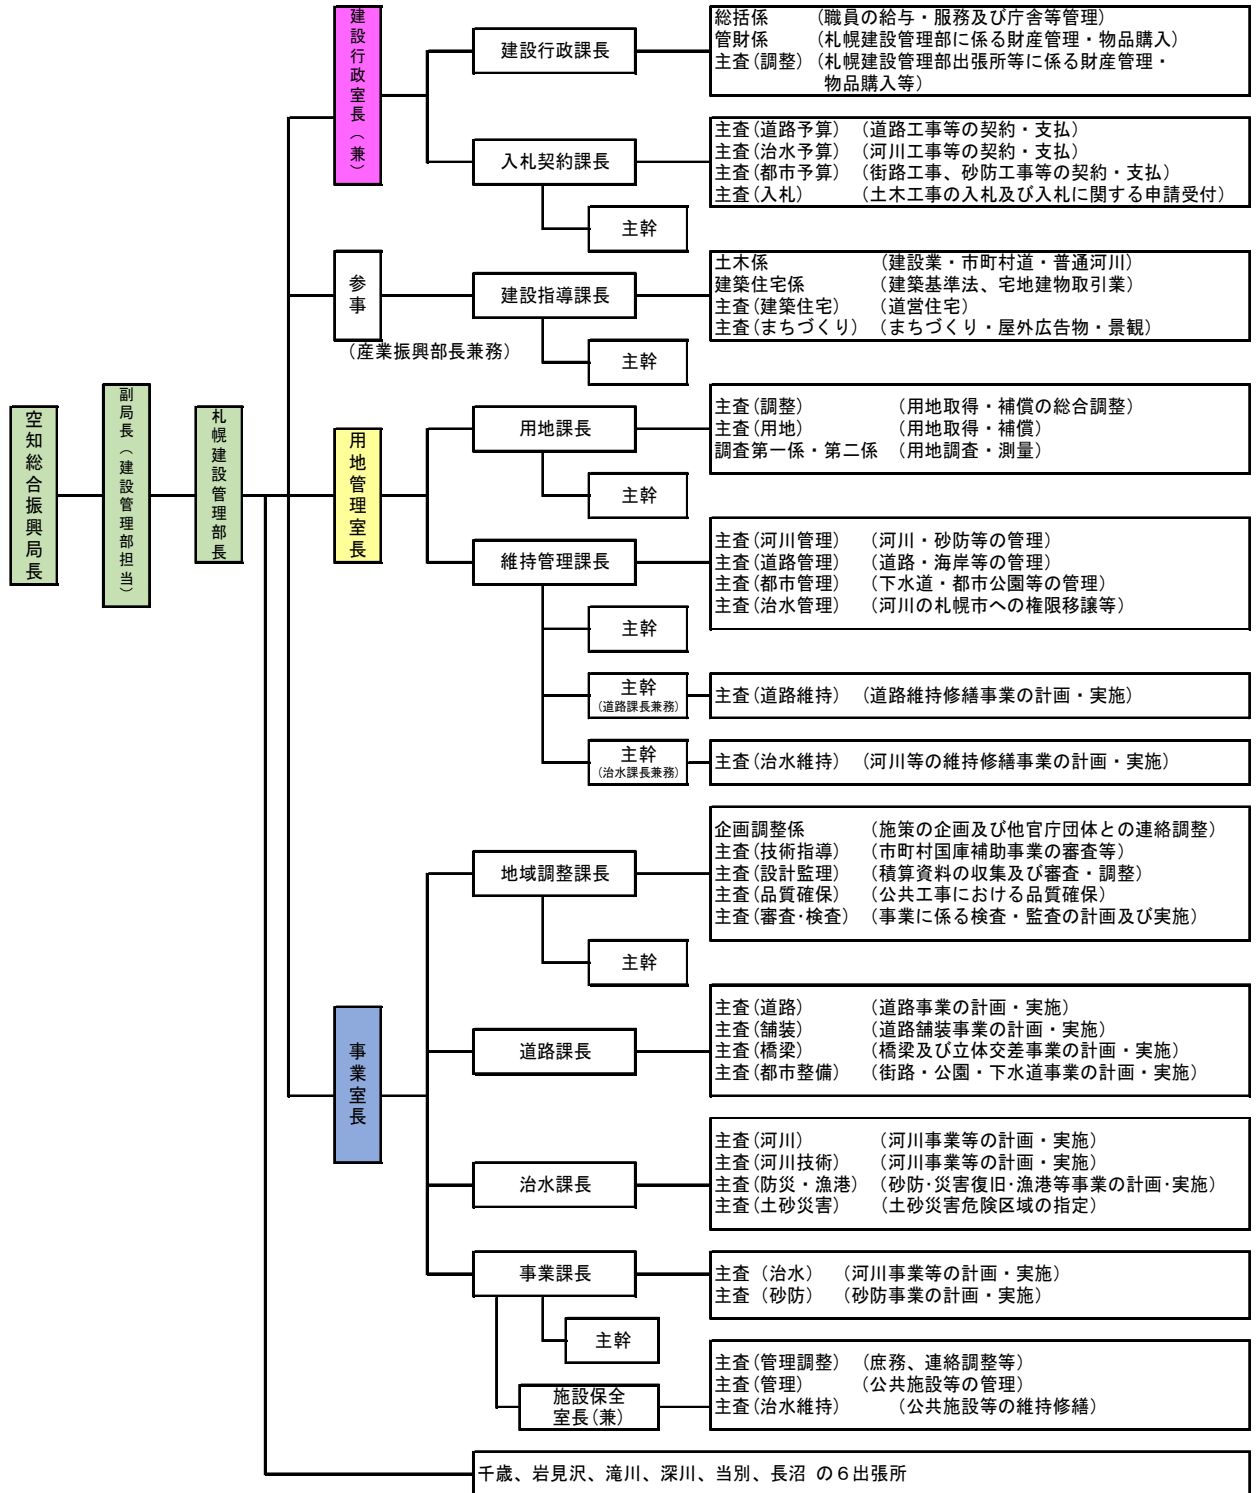 空知総合振興局長
副局長（建設管理部担当）
札幌建設管理部長
建設行政室長（兼）
建設行政課長
総括係　　　（職員の給与・服務及び庁舎等管理）
管財係　　　（札幌建設管理部に係る財産管理・物品購入）
主査(調整)（札幌建設管理部出張所等に係る財産管理・
物品購入等）
入札契約課長
主査(道路予算)（道路工事等の契約・支払）
主査(治水予算)（河川工事等の契約・支払）
主査(都市予算)（街路工事、砂防工事等の契約・支払）
主査(入札)　　（土木工事の入札及び入札に関する申請受付）
主幹
参事
（産業振興部長兼務）
建設指導課長
土木係　　　　　　（建設業・市町村道・普通河川）
建築住宅係　　　　（建築基準法、宅地建物取引業）
主査(建築住宅)　（道営住宅）
主査(まちづくり)（まちづくり・屋外広告物・景観）
主幹
用地管理室長
用地課長
主査(調整)　　　　（用地取得・補償の総合調整）
主査(用地)　　　　（用地取得・補償）
調査第一係・第二係（用地調査・測量）
主幹
維持管理課長
主査(河川管理)　（河川・砂防等の管理）
主査(道路管理)　（道路・海岸等の管理）
主査(都市管理)　（下水道・都市公園等の管理）
主査(治水管理)　（河川の札幌市への権限移譲等）
主幹
主幹
(道路課長兼務)
主査(道路維持)（道路維持修繕事業の計画・実施）
主幹
(治水課長兼務)
主査(治水維持)（河川等の維持修繕事業の計画・実施）
事業室長
地域調整課長
企画調整係　　　（施策の企画及び他官庁団体との連絡調整）
主査(技術指導)　（市町村国庫補助事業の審査等）
主査(設計監理)　（積算資料の収集及び審査・調整）
主査(品質確保)　（公共工事における品質確保）
主査(審査・検査)（事業に係る検査・監査の計画及び実施）
主幹
道路課長
主査(道路)　　　（道路事業の計画・実施）
主査(舗装)　　　（道路舗装事業の計画・実施）
主査(橋梁)　　　（橋梁及び立体交差事業の計画・実施）
主査(都市整備)　（街路・公園・下水道事業の計画・実施）
治水課長
主査(河川)　　　　（河川事業等の計画・実施）
主査(河川技術)　　（河川事業等の計画・実施）
主査(防災・漁港)（砂防・災害復旧・漁港等事業の計画・実施）
主査(土砂災害)　　（土砂災害危険区域の指定）
事業課長
主査（治水）　（河川事業等の計画・実施）
主査（砂防）　（砂防事業の計画・実施）
主幹
施設保全
室長(兼)
主査(管理調整)（庶務、連絡調整等）
主査(管理)　　（公共施設等の管理）
主査(治水維持)　　（公共施設等の維持修繕）
千歳、岩見沢、滝川、深川、当別、長沼 の６出張所